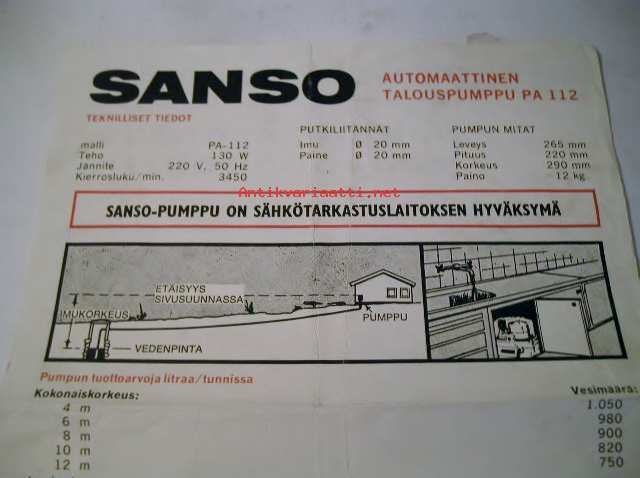 SANSO
AUTOMAATTINEN
TALOUSPUMPPU PA 112
TEKNILLISET TIEDOT
malli PA-112
Teho 130 W
Jännite 220 V, 50 Hz
Kierrosluku/min. 3450
PUTKILIITÄNNÄT
Imu Ø 20 mm
Paine Ø 20 mm
PUMPUN MITAT
Leveys 265 mm
Pituus 220 mm
Korkeus 290 mm
Paino 12 kg
Antikvariaatti.net
SANSO-PUMPPU ON SÄHKÖTARKASTUSLAITOKSEN HYVÄKSYMÄ
ETÄISYYS
SIVUSUUNNASSA
IMUKORKEUS
PUMPPU
VEDENPINTA
Pumpun tuottoarvoja litraa/tunnissa
Kokonaiskorkeus: Vesimäärä:
4 m 1.050
6 m 980
8 m 900
10 m 820
12 m 750